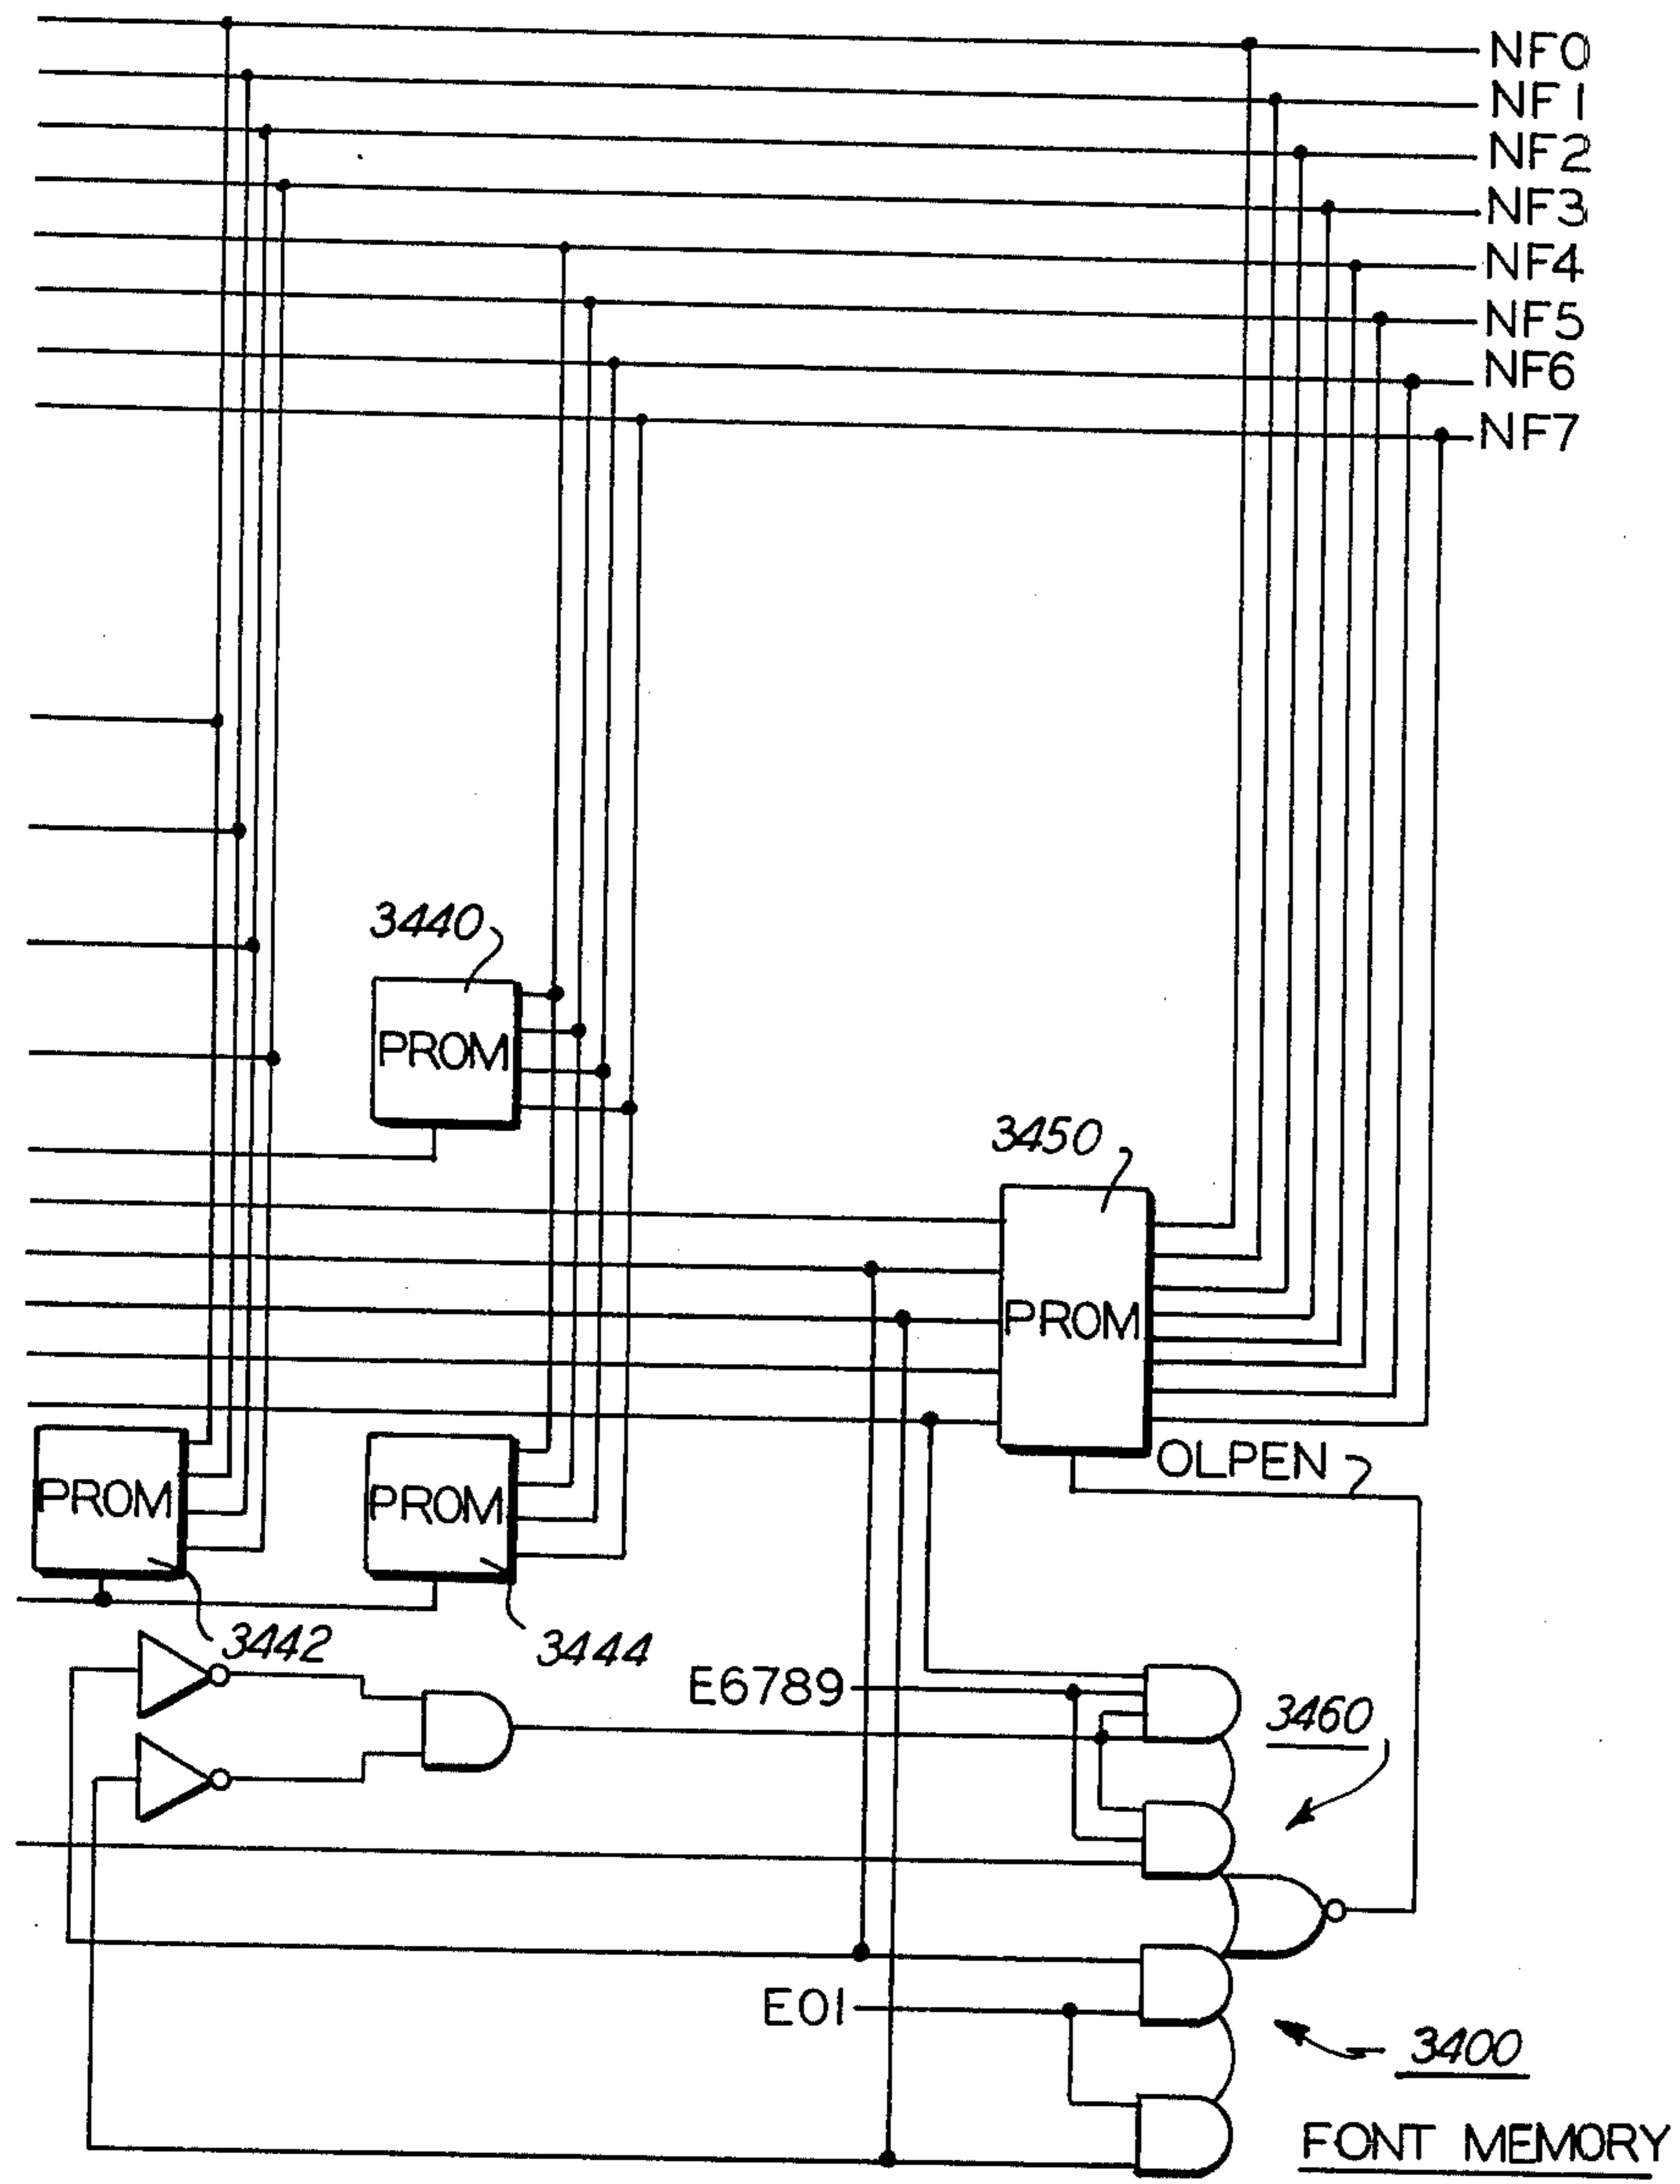 NF0
NF1
NF2
NF3
NF4
NF5
NF6
NF7
3440
PROM
3450
PROM
OLPEN
PROM
PROM
3442
3444
E6789
3460
E01
3400
FONT MEMORY